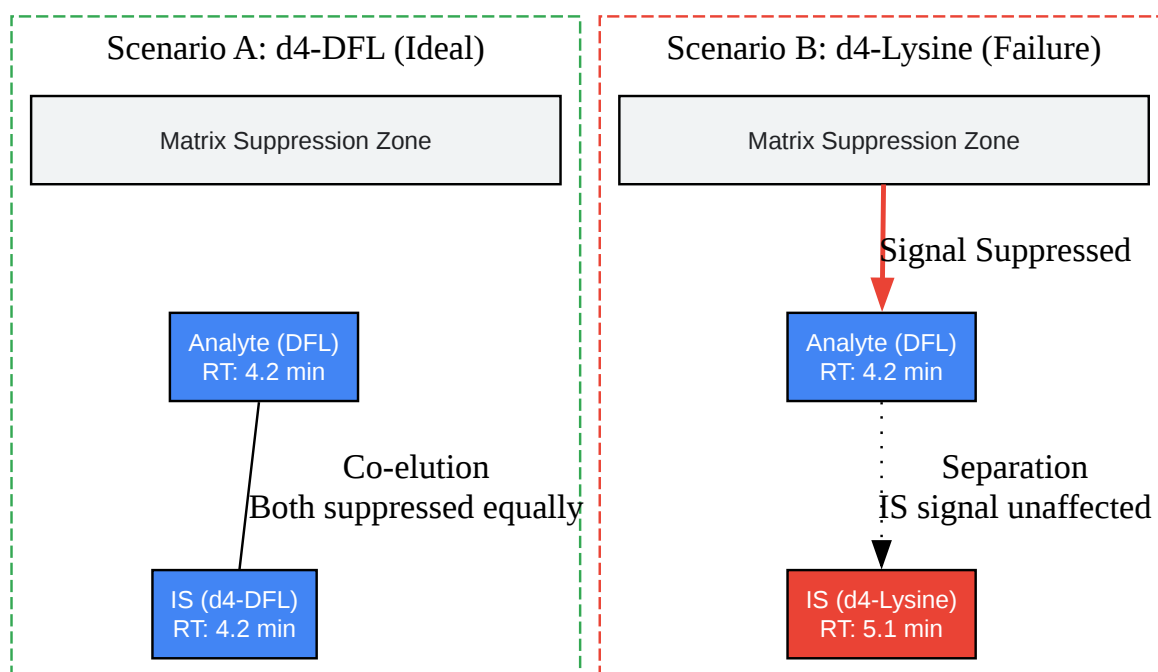 Scenario A: d4-DFL (Ideal)
Matrix Suppression Zone
Analyte (DFL)
RT: 4.2 min
Co-elution
Both suppressed equally
IS (d4-DFL)
RT: 4.2 min
Scenario B: d4-Lysine (Failure)
Matrix Suppression Zone
Signal Suppressed
Analyte (DFL)
RT: 4.2 min
Separation
IS signal unaffected
IS (d4-Lysine)
RT: 5.1 min